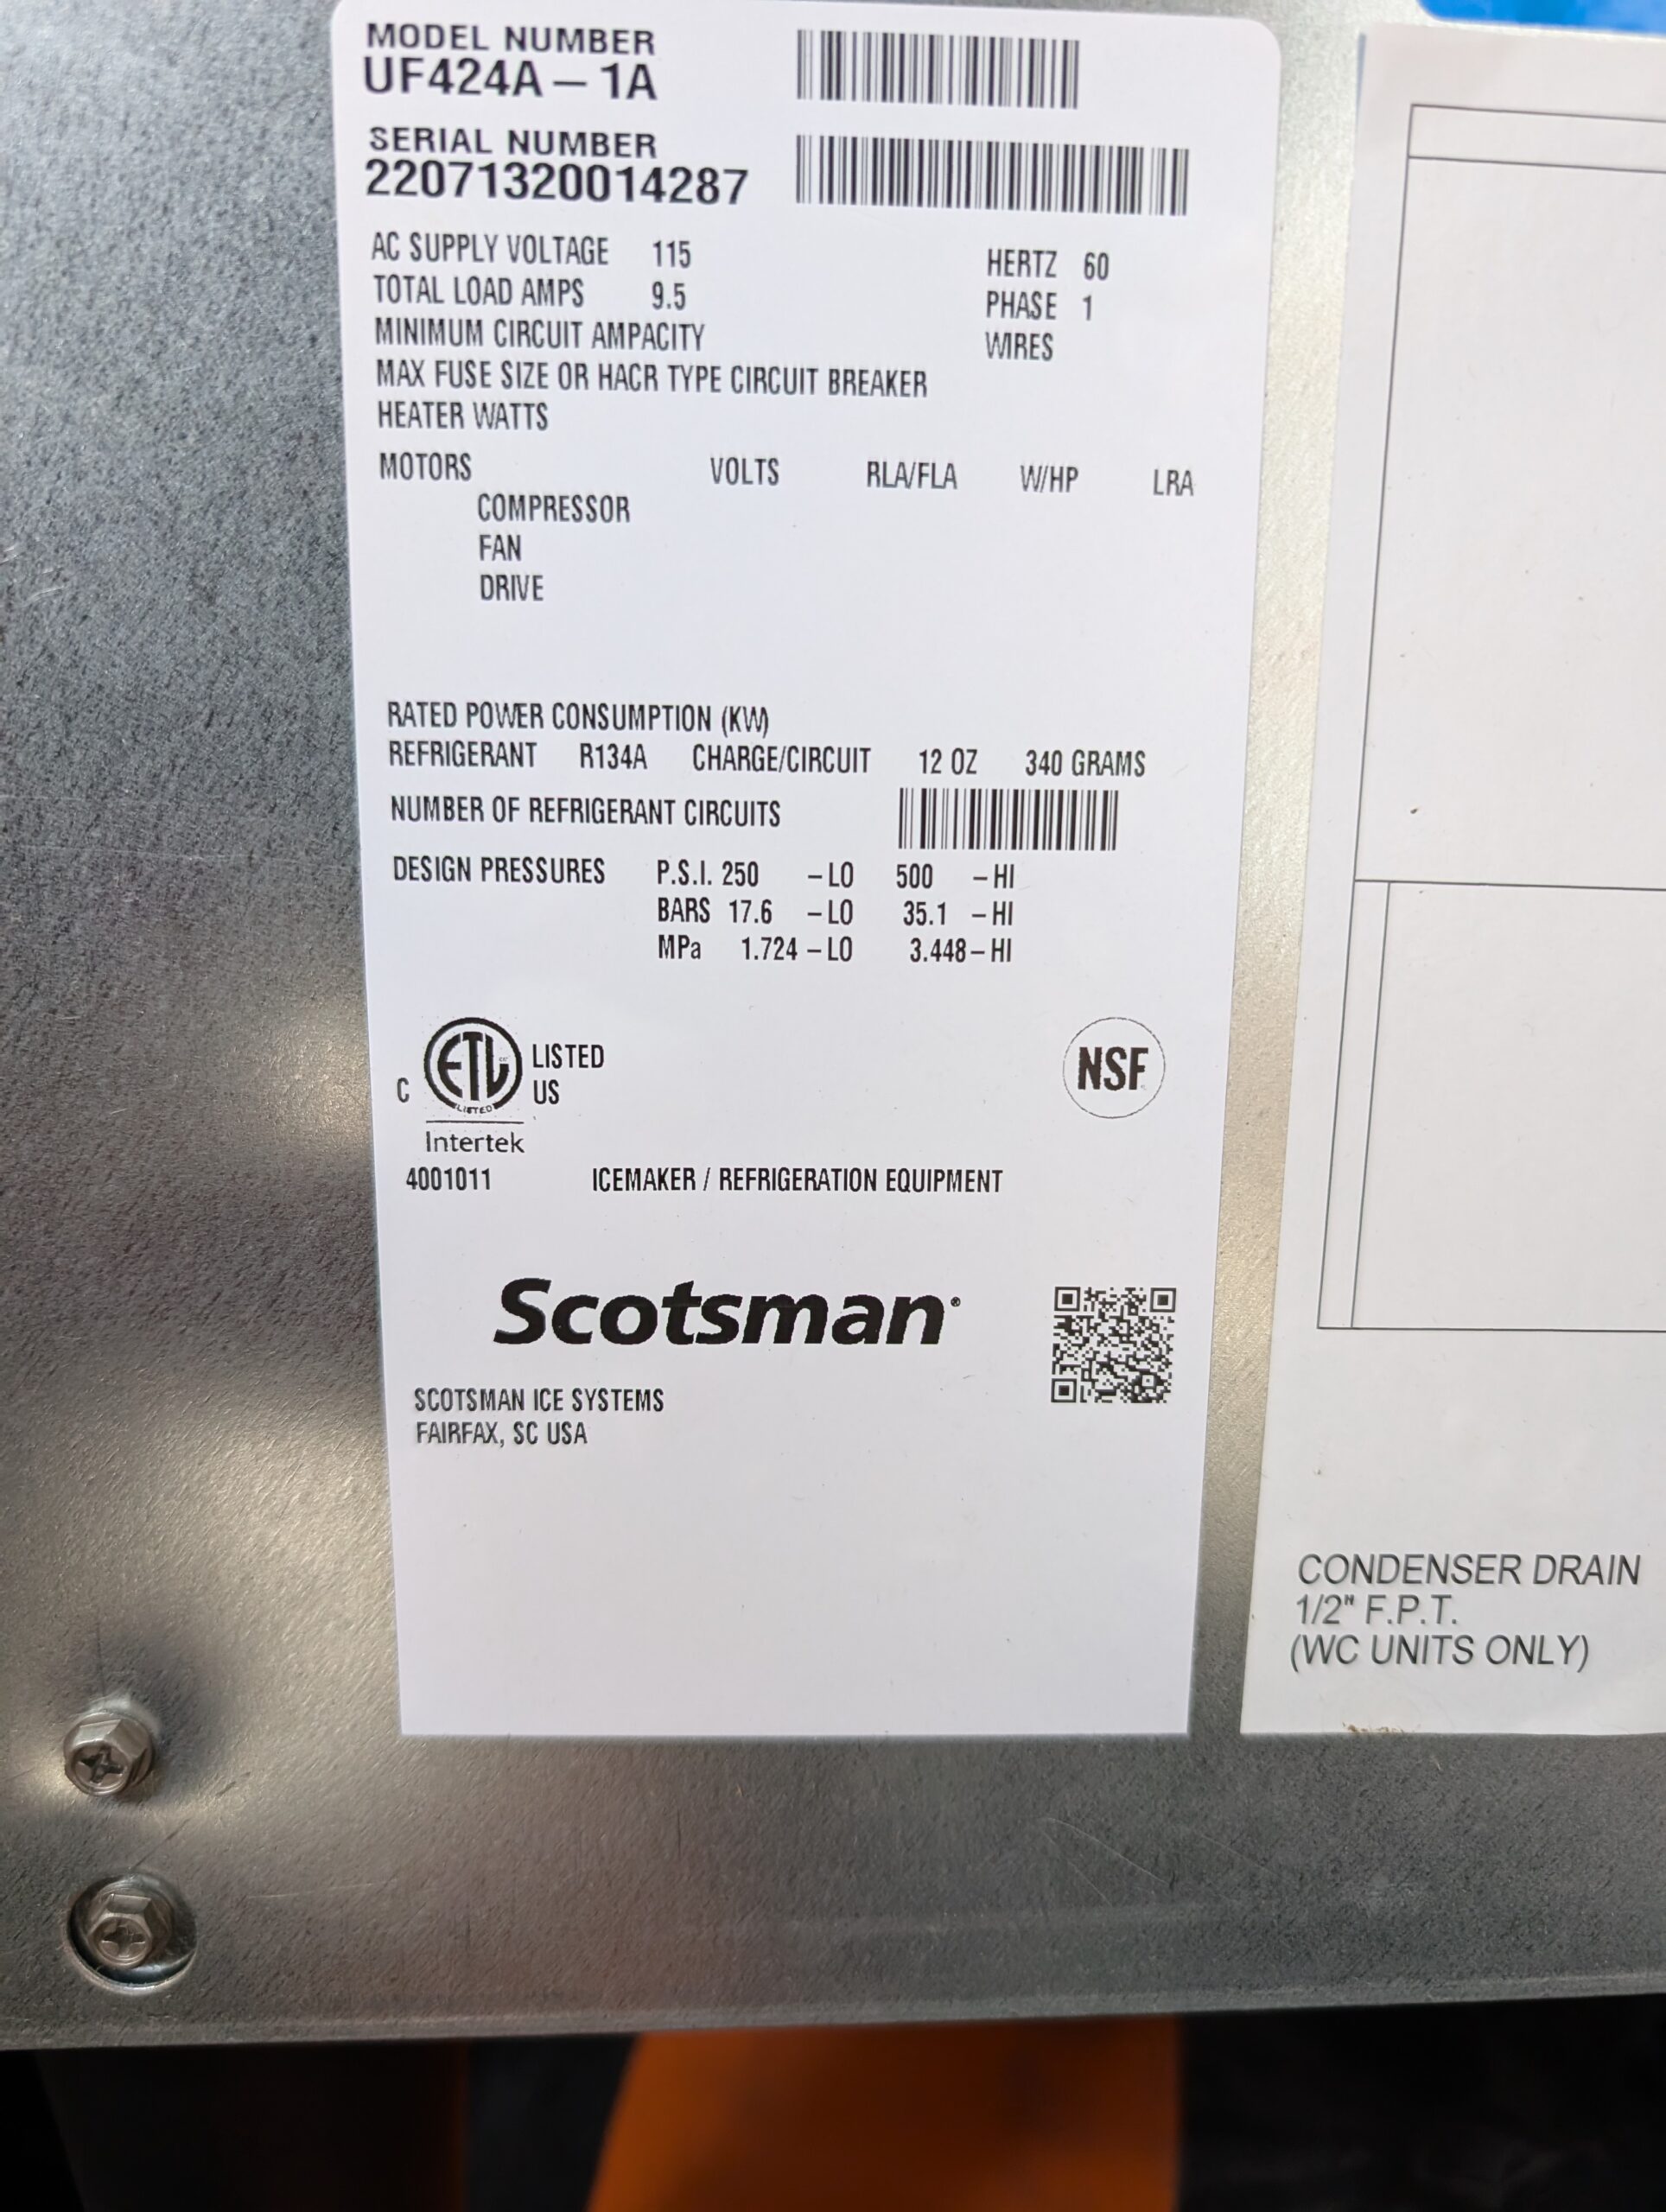 MODEL NUMBER
UF424A – 1A
SERIAL NUMBER
22071320014287
AC SUPPLY VOLTAGE 115 HERTZ 60
TOTAL LOAD AMPS 9.5 PHASE 1
MINIMUM CIRCUIT AMPACITY WIRES
MAX FUSE SIZE OR HACR TYPE CIRCUIT BREAKER
HEATER WATTS
MOTORS VOLTS RLA/FLA W/HP LRA
COMPRESSOR
FAN
DRIVE
RATED POWER CONSUMPTION (KW)
REFRIGERANT R134A CHARGE/CIRCUIT 12 OZ 340 GRAMS
NUMBER OF REFRIGERANT CIRCUITS
DESIGN PRESSURES P.S.I. 250 – LO 500 – HI
BARS 17.6 – LO 35.1 – HI
MPa 1.724 – LO 3.448 – HI
C ETL LISTED US
LISTED
Intertek
NSF
4001011 ICEMAKER / REFRIGERATION EQUIPMENT
Scotsman®
SCOTSMAN ICE SYSTEMS
FAIRFAX, SC USA
CONDENSER DRAIN
1/2" F.P.T.
(WC UNITS ONLY)